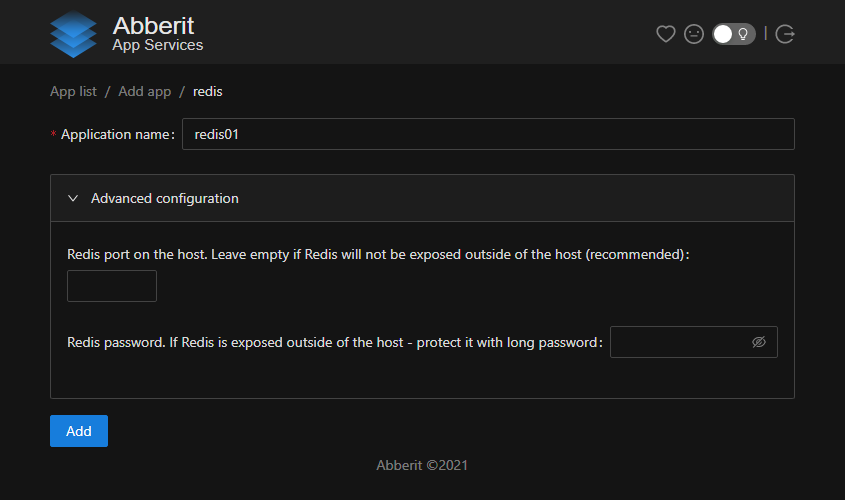 Abberit
App Services
App list / Add app / redis
* Application name: redis01
Advanced configuration
Redis port on the host. Leave empty if Redis will not be exposed outside of the host (recommended):
Redis password. If Redis is exposed outside of the host - protect it with long password:
Add
Abberit ©2021